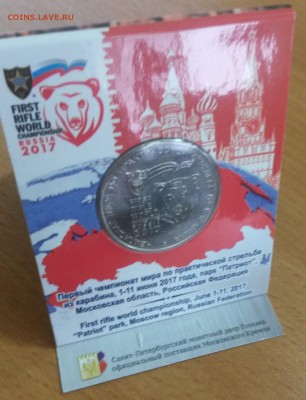 COINS.LAVE.RU
FIRST
RIFLE WORLD
CHAMPIONSHIP
RUSSIA
2017
Первый чемпионат мира по практической стрельбе
из карабина, 1-11 июня 2017 года, парк "Патриот",
Московская область, Российская Федерация
First rifle world championship, June 1-11, 2017
"Patriot" park, Moscow region, Russian Federation
Санкт-Петербургский монетный двор Гознака
официальный поставщик Московского Кремля